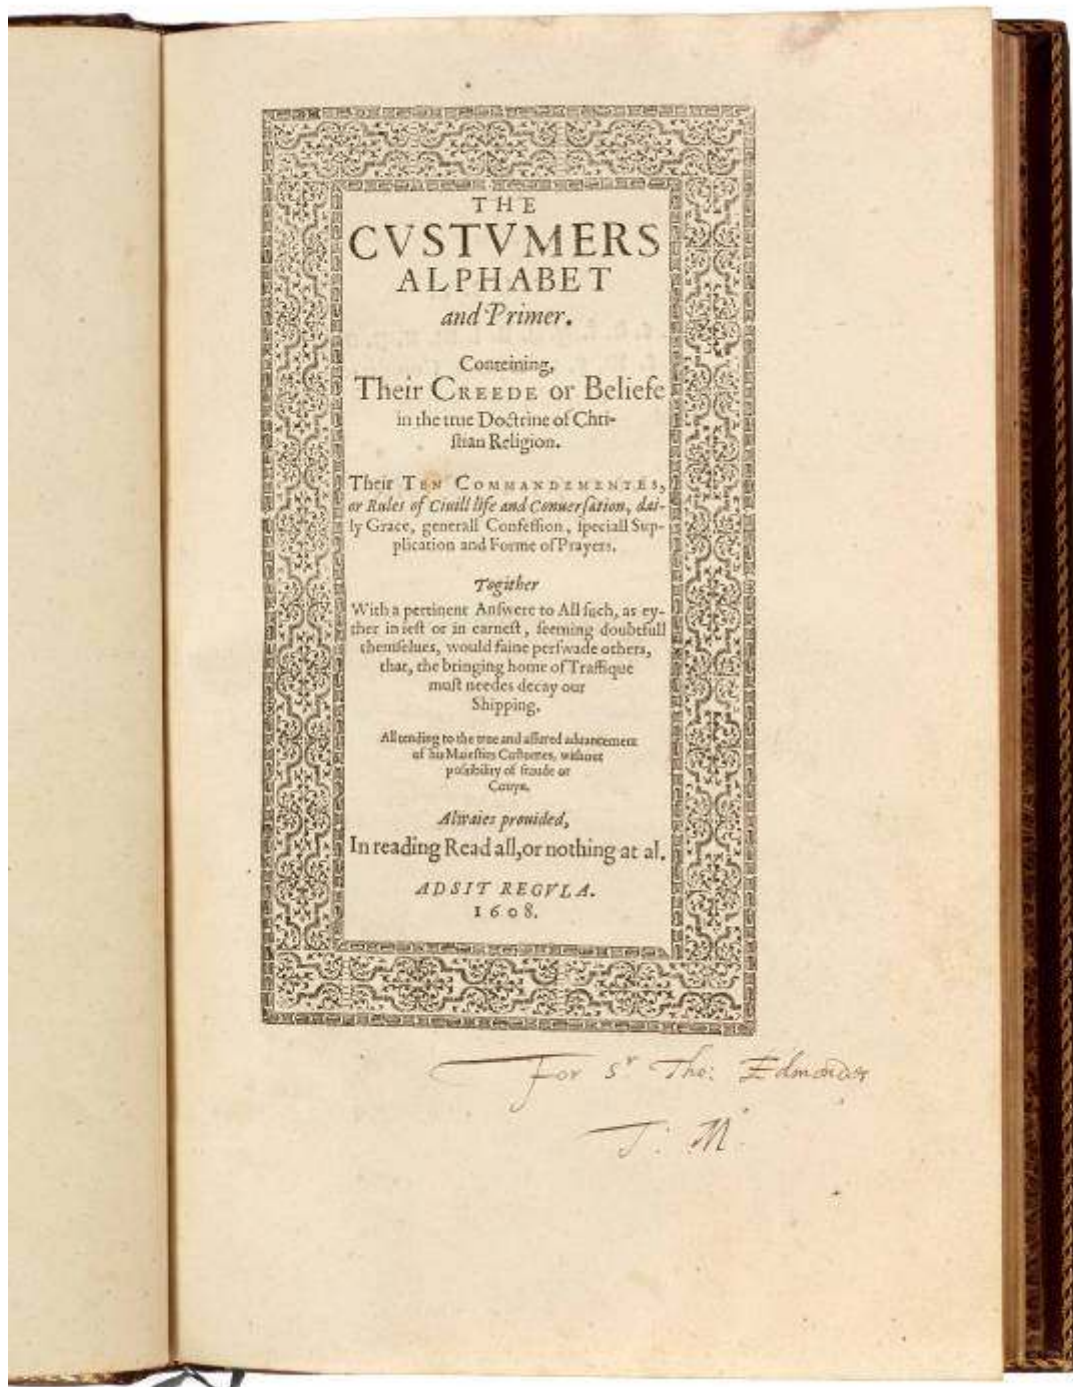 THE
CVSTVMERS
ALPHABET
and Primer.
Conteining,
Their CREEDE or Beliefe
in the true Doctrine of Chri-
stian Religion.
Their TEN COMMANDEMENTES,
or Rules of Ciuill life and Conuersation, dai-
ly Grace, generall Confession, speciall Sup-
plication and Forme of Prayers.
Togither
With a pertinent Answere to All such, as ey-
ther in iest or in earnest, seeming doubtfull
themselues, would faine perswade others,
that, the bringing home of Traffique
must needes decay our
Shipping.
All tending to the true and assured aduancement
of his Maiesties Customes, without
possibility of fraude or
Covyn.
Alwaies prouided,
In reading Read all, or nothing at al.
ADSIT REGVLA.
1608.
For Sr Tho: Edmondes
T: M